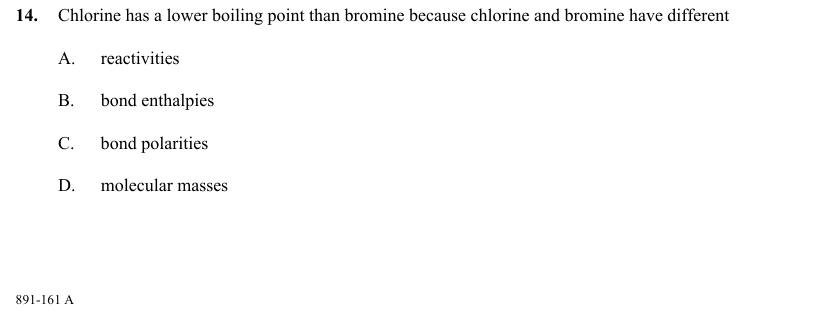 14. Chlorine has a lower boiling point than bromine because chlorine and bromine have different
A. reactivities
B. bond enthalpies
C. bond polarities
D. molecular masses
891-161 A